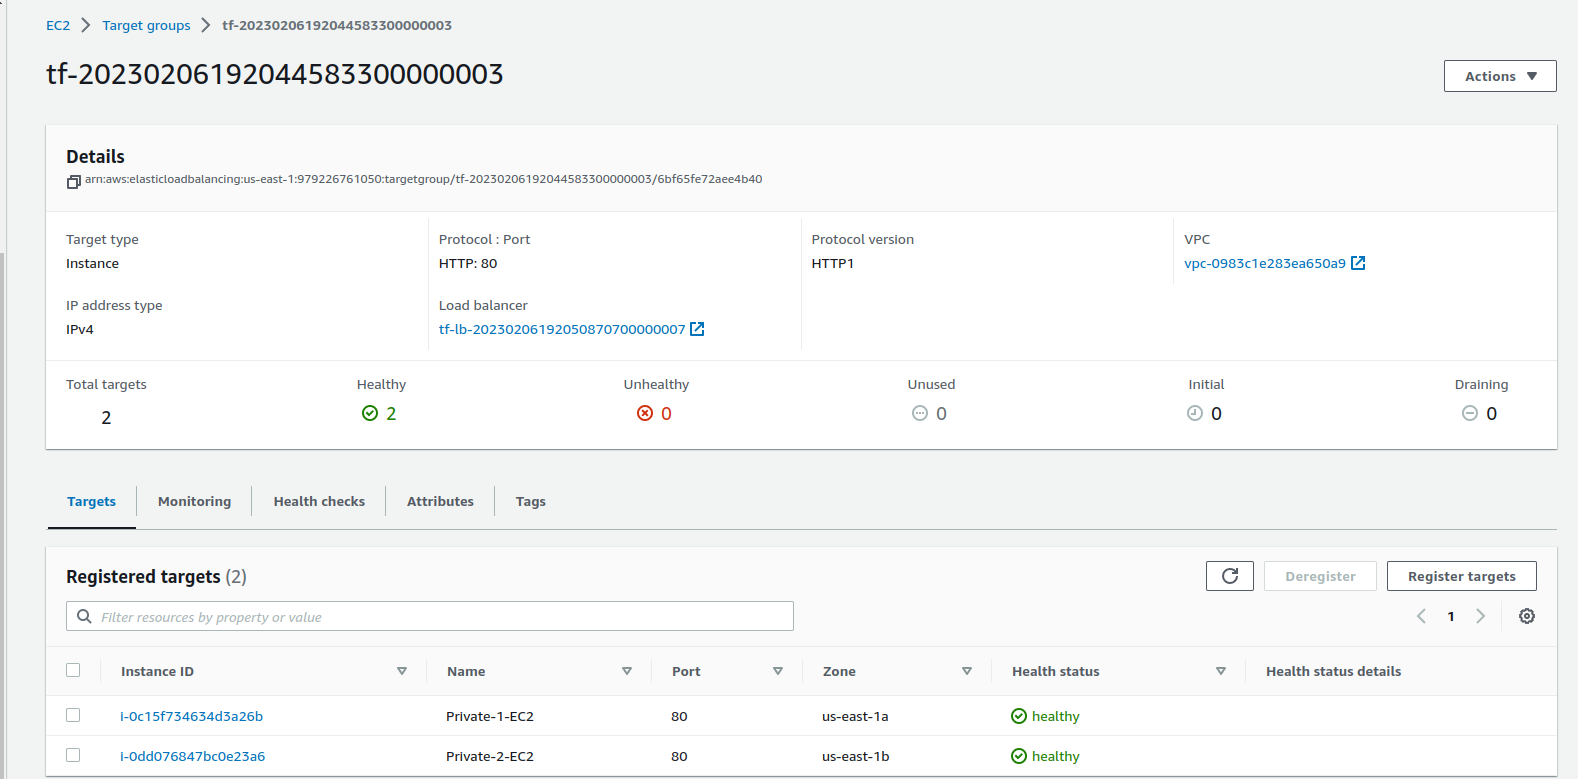 EC2 > Target groups > tf-20230206192044583300000003
tf-20230206192044583300000003
Actions
Details
arn:aws:elasticloadbalancing:us-east-1:979226761050:targetgroup/tf-20230206192044583300000003/6bf65fe72aee4b40
Target type Protocol : Port Protocol version VPC
Instance HTTP: 80 HTTP1 vpc-0983c1e283ea650a9
IP address type Load balancer
IPv4 tf-lb-20230206192050870700000007
Total targets Healthy Unhealthy Unused Initial Draining
2 2 0 0 0 0
Targets Monitoring Health checks Attributes Tags
Registered targets (2) Deregister Register targets
Filter resources by property or value 1
Instance ID Name Port Zone Health status Health status details
i-0c15f734634d3a26b Private-1-EC2 80 us-east-1a healthy
i-0dd076847bc0e23a6 Private-2-EC2 80 us-east-1b healthy